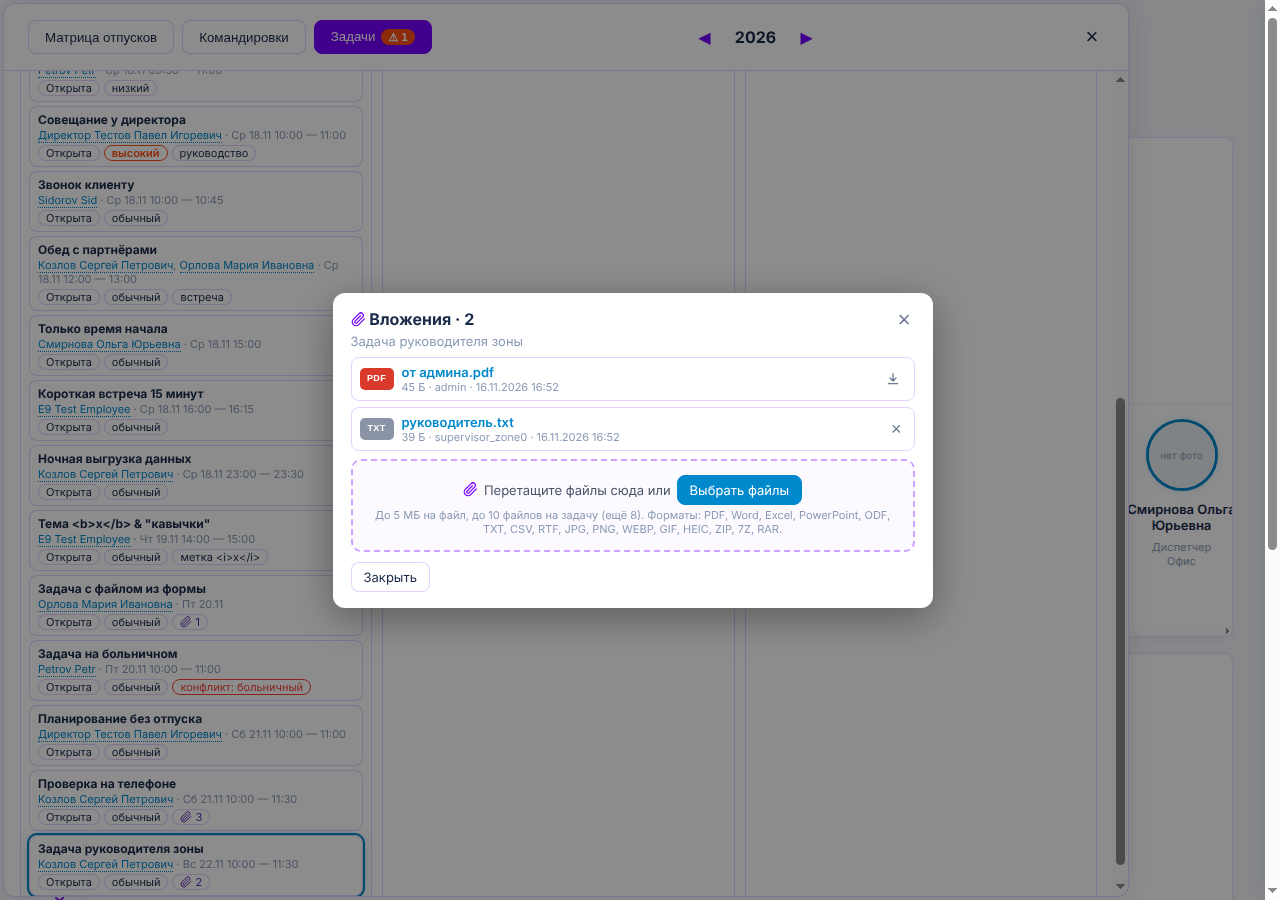 Матрица отпусков
Командировки
Задачи ⚠ 1
◀ 2026 ▶
✕
Petrov Petr · Ср 18.11 09:30 — 11:00
Открыта низкий
Совещание у директора
Директор Тестов Павел Игоревич · Ср 18.11 10:00 — 11:00
Открыта высокий руководство
Звонок клиенту
Sidorov Sid · Ср 18.11 10:00 — 10:45
Открыта обычный
Обед с партнёрами
Козлов Сергей Петрович, Орлова Мария Ивановна · Ср
18.11 12:00 — 13:00
Открыта обычный встреча
Только время начала
Смирнова Ольга Юрьевна · Ср 18.11 15:00
Открыта обычный
Короткая встреча 15 минут
E9 Test Employee · Ср 18.11 16:00 — 16:15
Открыта обычный
Ночная выгрузка данных
Козлов Сергей Петрович · Ср 18.11 23:00 — 23:30
Открыта обычный
Тема <b>x</b> & "кавычки"
E9 Test Employee · Чт 19.11 14:00 — 15:00
Открыта обычный метка <i>x</i>
Задача с файлом из формы
Орлова Мария Ивановна · Пт 20.11
Открыта обычный 1
Задача на больничном
Petrov Petr · Пт 20.11 10:00 — 11:00
Открыта обычный конфликт: больничный
Планирование без отпуска
Директор Тестов Павел Игоревич · Сб 21.11 10:00 — 11:00
Открыта обычный
Проверка на телефоне
Козлов Сергей Петрович · Сб 21.11 10:00 — 11:30
Открыта обычный 3
Задача руководителя зоны
Козлов Сергей Петрович · Вс 22.11 10:00 — 11:30
Открыта обычный 2
Вложения · 2
✕
Задача руководителя зоны
PDF
от админа.pdf
45 Б · admin · 16.11.2026 16:52
TXT
руководитель.txt
39 Б · supervisor_zone0 · 16.11.2026 16:52
✕
Перетащите файлы сюда или Выбрать файлы
До 5 МБ на файл, до 10 файлов на задачу (ещё 8). Форматы: PDF, Word, Excel, PowerPoint, ODF,
TXT, CSV, RTF, JPG, PNG, WEBP, GIF, HEIC, ZIP, 7Z, RAR.
Закрыть
нет фото
Смирнова Ольга
Юрьевна
Диспетчер
Офис